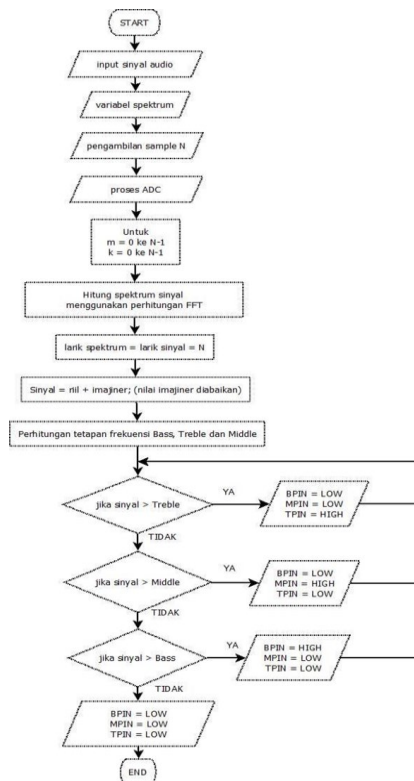 START
input sinyal audio
variabel spektrum
pengambilan sample N
proses ADC
Untuk
m = 0 ke N-1
k = 0 ke N-1
Hitung spektrum sinyal
menggunakan perhitungan FFT
larik spektrum = larik sinyal = N
Sinyal = riil + imajiner; (nilai imajiner diabaikan)
Perhitungan tetapan frekuensi Bass, Treble dan Middle
jika sinyal > Treble
YA
BPIN = LOW
MPIN = LOW
TPIN = HIGH
TIDAK
jika sinyal > Middle
YA
BPIN = LOW
MPIN = HIGH
TPIN = LOW
TIDAK
jika sinyal > Bass
YA
BPIN = HIGH
MPIN = LOW
TPIN = LOW
TIDAK
BPIN = LOW
MPIN = LOW
TPIN = LOW
END